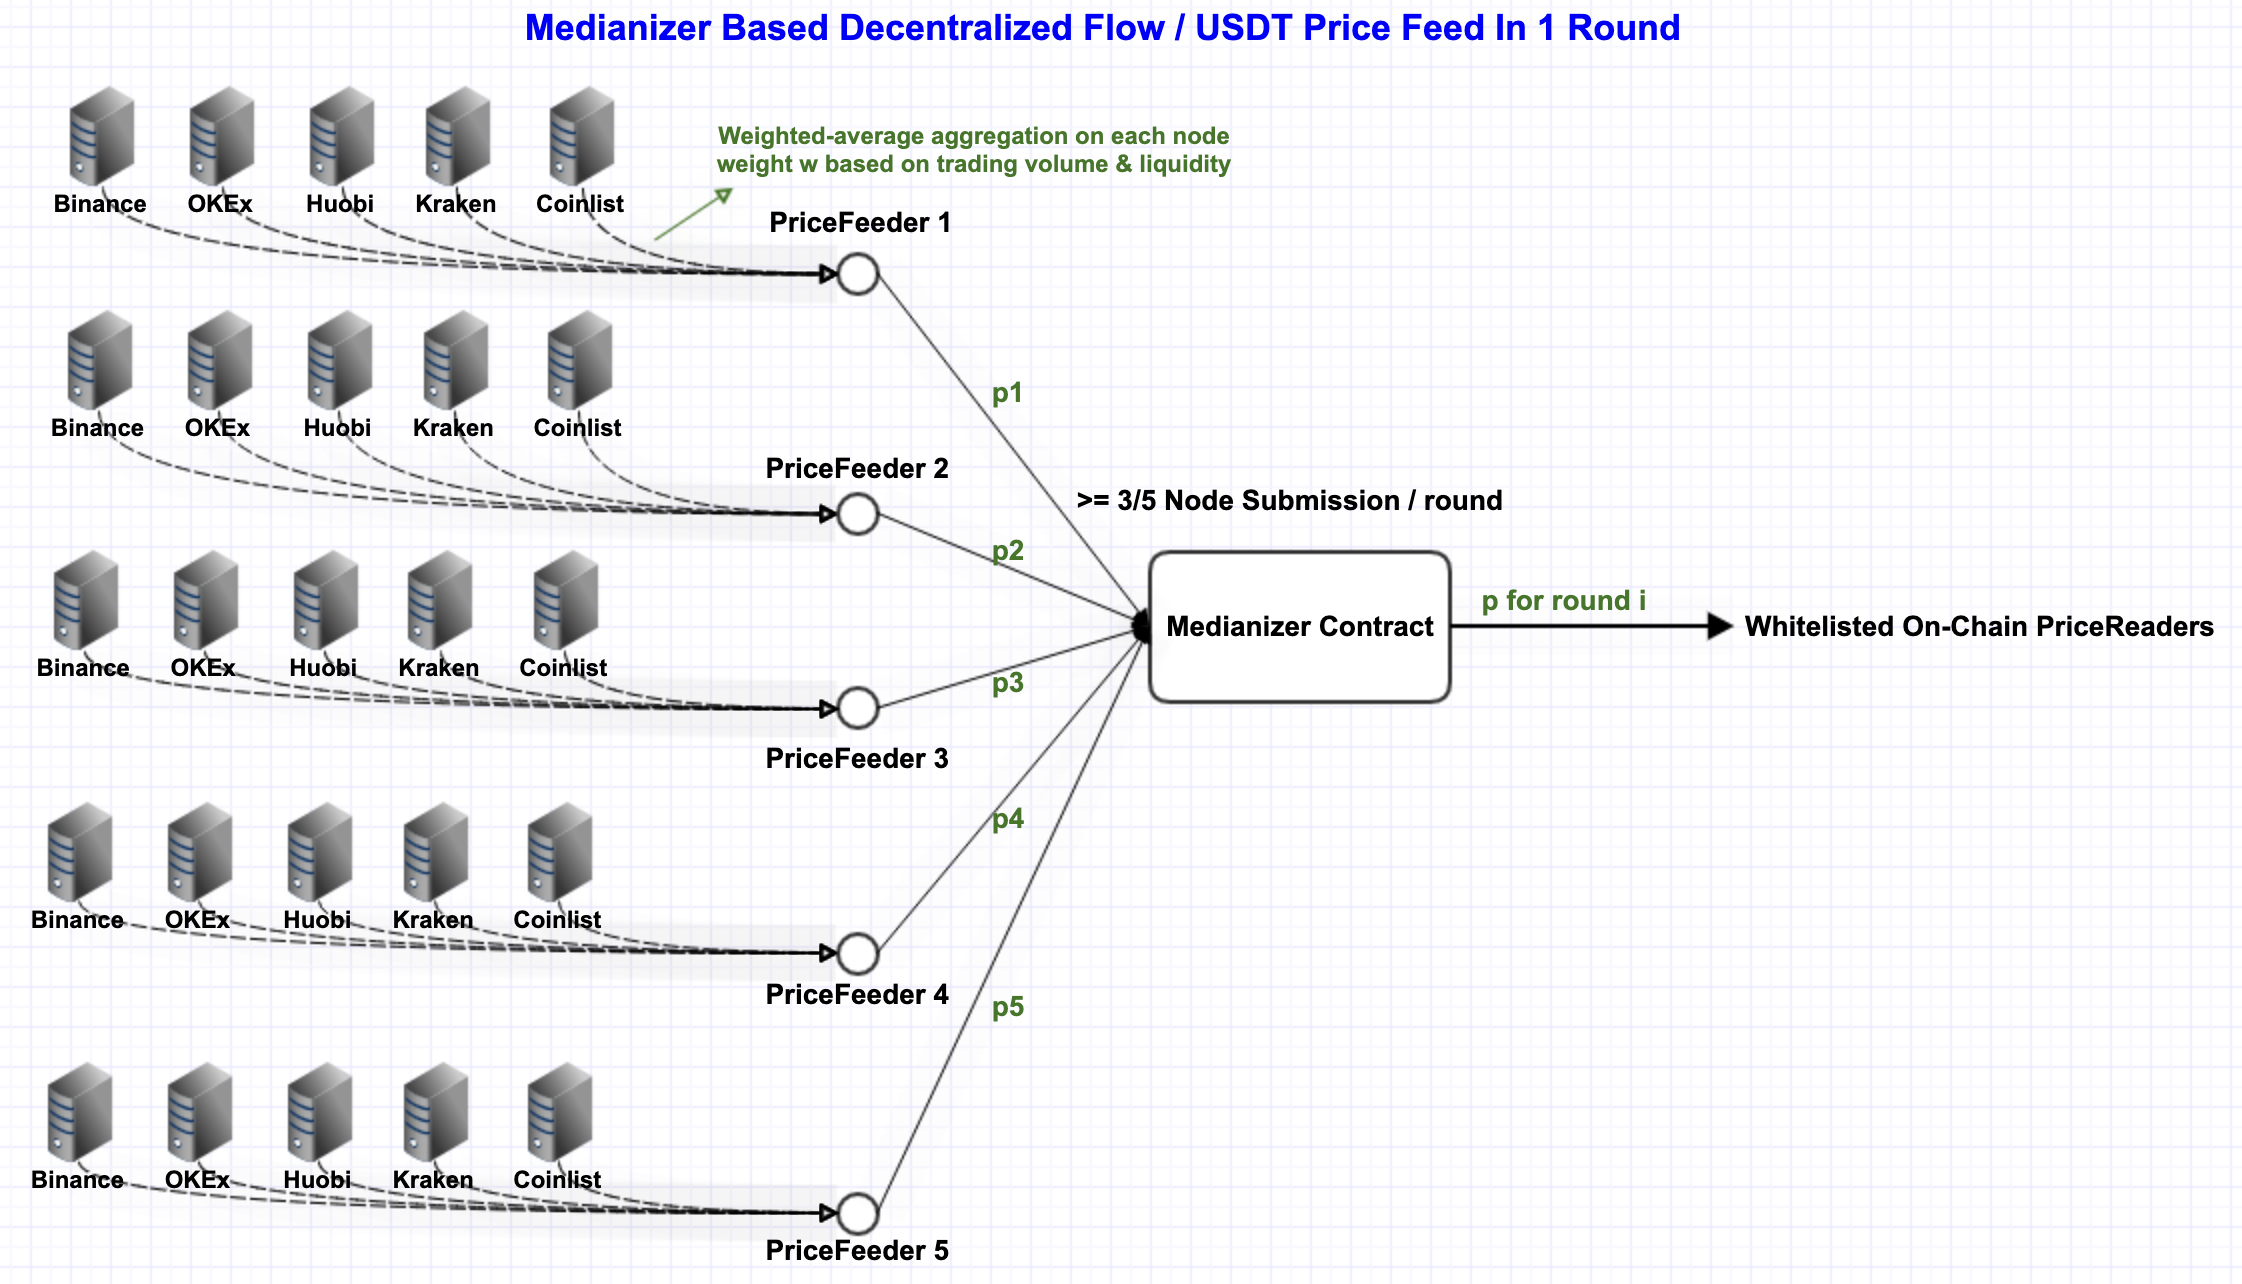 Medianizer Based Decentralized Flow / USDT Price Feed In 1 Round
Weighted-average aggregation on each node
weight w based on trading volume & liquidity
Binance OKEx Huobi Kraken Coinlist
PriceFeeder 1
p1
Binance OKEx Huobi Kraken Coinlist
PriceFeeder 2
>= 3/5 Node Submission / round
p2
p for round i
Medianizer Contract
Whitelisted On-Chain PriceReaders
Binance OKEx Huobi Kraken Coinlist
p3
PriceFeeder 3
p4
Binance OKEx Huobi Kraken Coinlist
PriceFeeder 4
p5
Binance OKEx Huobi Kraken Coinlist
PriceFeeder 5